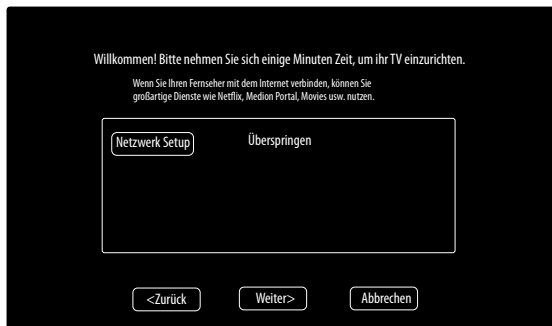 Willkommen! Bitte nehmen Sie sich einige Minuten Zeit, um ihr TV einzurichten.
Wenn Sie Ihren Fernseher mit dem Internet verbinden, können Sie
großartige Dienste wie Netflix, Medion Portal, Movies usw. nutzen.
Netzwerk Setup Überspringen
<Zurück Weiter> Abbrechen